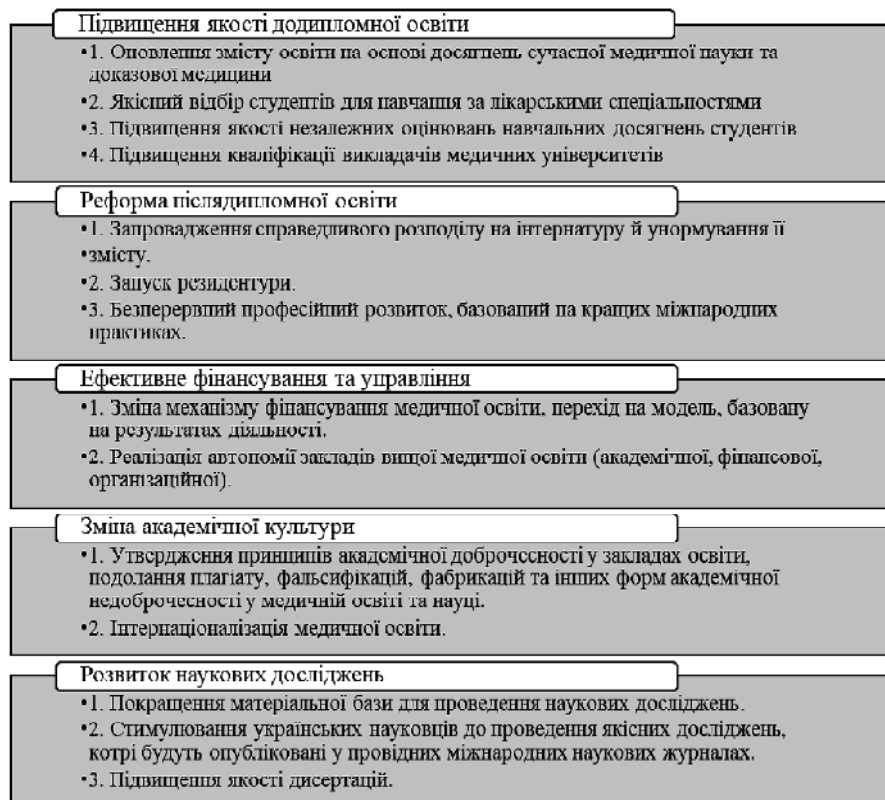 Підвищення якості додипломної освіти
•1. Оновлення змісту освіти на основі досягнень сучасної медичної науки та
доказової медицини
•2. Якісний відбір студентів для навчання за лікарськими спеціальностями
•3. Підвищення якості незалежних оцінювань навчальних досягнень студентів
•4. Підвищення кваліфікації викладачів медичних університетів
Реформа післядипломної освіти
•1. Запровадження справедливого розподілу на інтернатуру й унормування її
•змісту.
•2. Запуск резидентури.
•3. Безперервний професійний розвиток, базований на кращих міжнародних
практиках.
Ефективне фінансування та управління
•1. Зміна механізму фінансування медичної освіти, перехід на модель, базовану
на результатах діяльності.
•2. Реалізація автономії закладів вищої медичної освіти (академічної, фінансової,
організаційної).
Зміна академічної культури
•1. Утвердження принципів академічної доброчесності у закладах освіти,
подолання плагіату, фальсифікацій, фабрикацій та інших форм академічної
недоброчесності у медичній освіті та науці.
•2. Інтернаціоналізація медичної освіти.
Розвиток наукових досліджень
•1. Покращення матеріальної бази для проведення наукових досліджень.
•2. Стимулювання українських науковців до проведення якісних досліджень,
котрі будуть опубліковані у провідних міжнародних наукових журналах.
•3. Підвищення якості дисертацій.